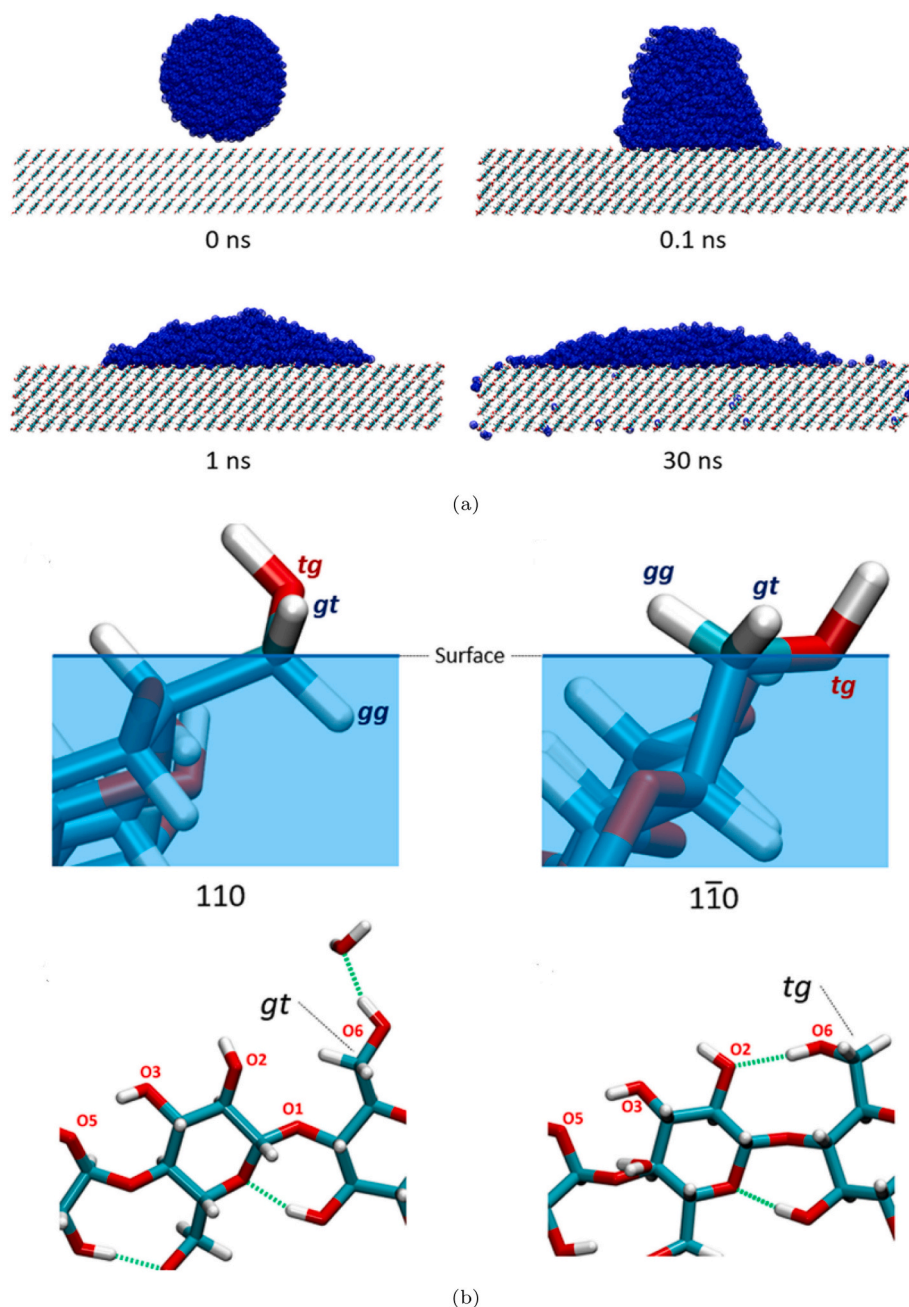 0 ns
0.1 ns
1 ns
30 ns
(a)
tg
gt
gg
Surface
gg
gt
tg
110
11̄0
gt
O6
O3
O2
O1
O5
tg
O2
O6
O3
O5
(b)